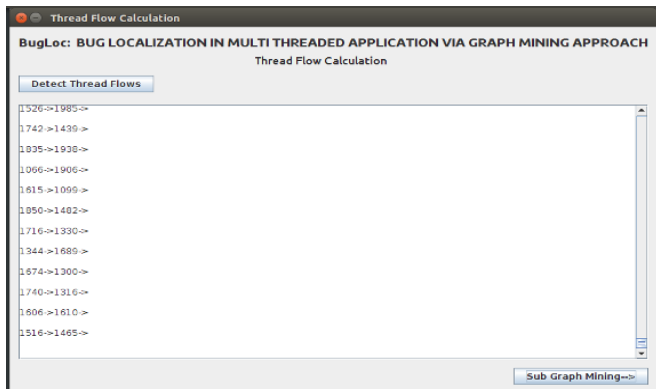 Thread Flow Calculation
BugLoc: BUG LOCALIZATION IN MULTI THREADED APPLICATION VIA GRAPH MINING APPROACH
Thread Flow Calculation
Detect Thread Flows
1526->1985->
1742->1439->
1835->1938->
1066->1906->
1615->1099->
1850->1482->
1716->1330->
1344->1689->
1674->1300->
1740->1316->
1606->1610->
1516->1465->
Sub Graph Mining-->